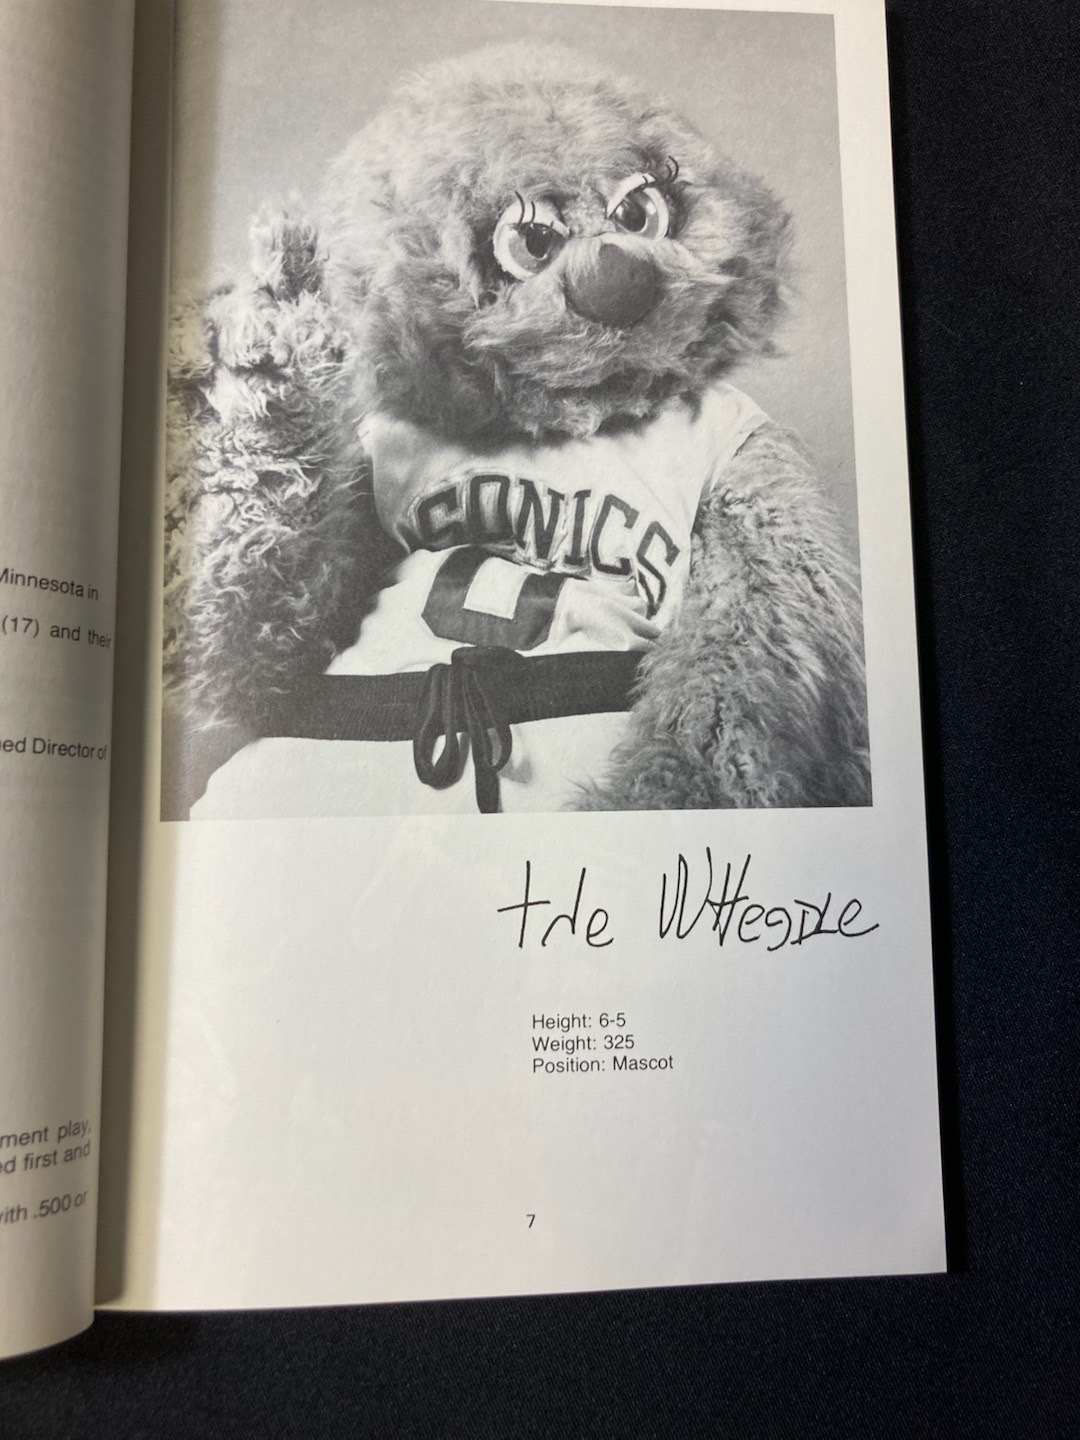 Minnesota in
(17) and their
Director of
play,
first and
with .500 or
SONICS
0
the Wheedle
Height: 6-5
Weight: 325
Position: Mascot
7